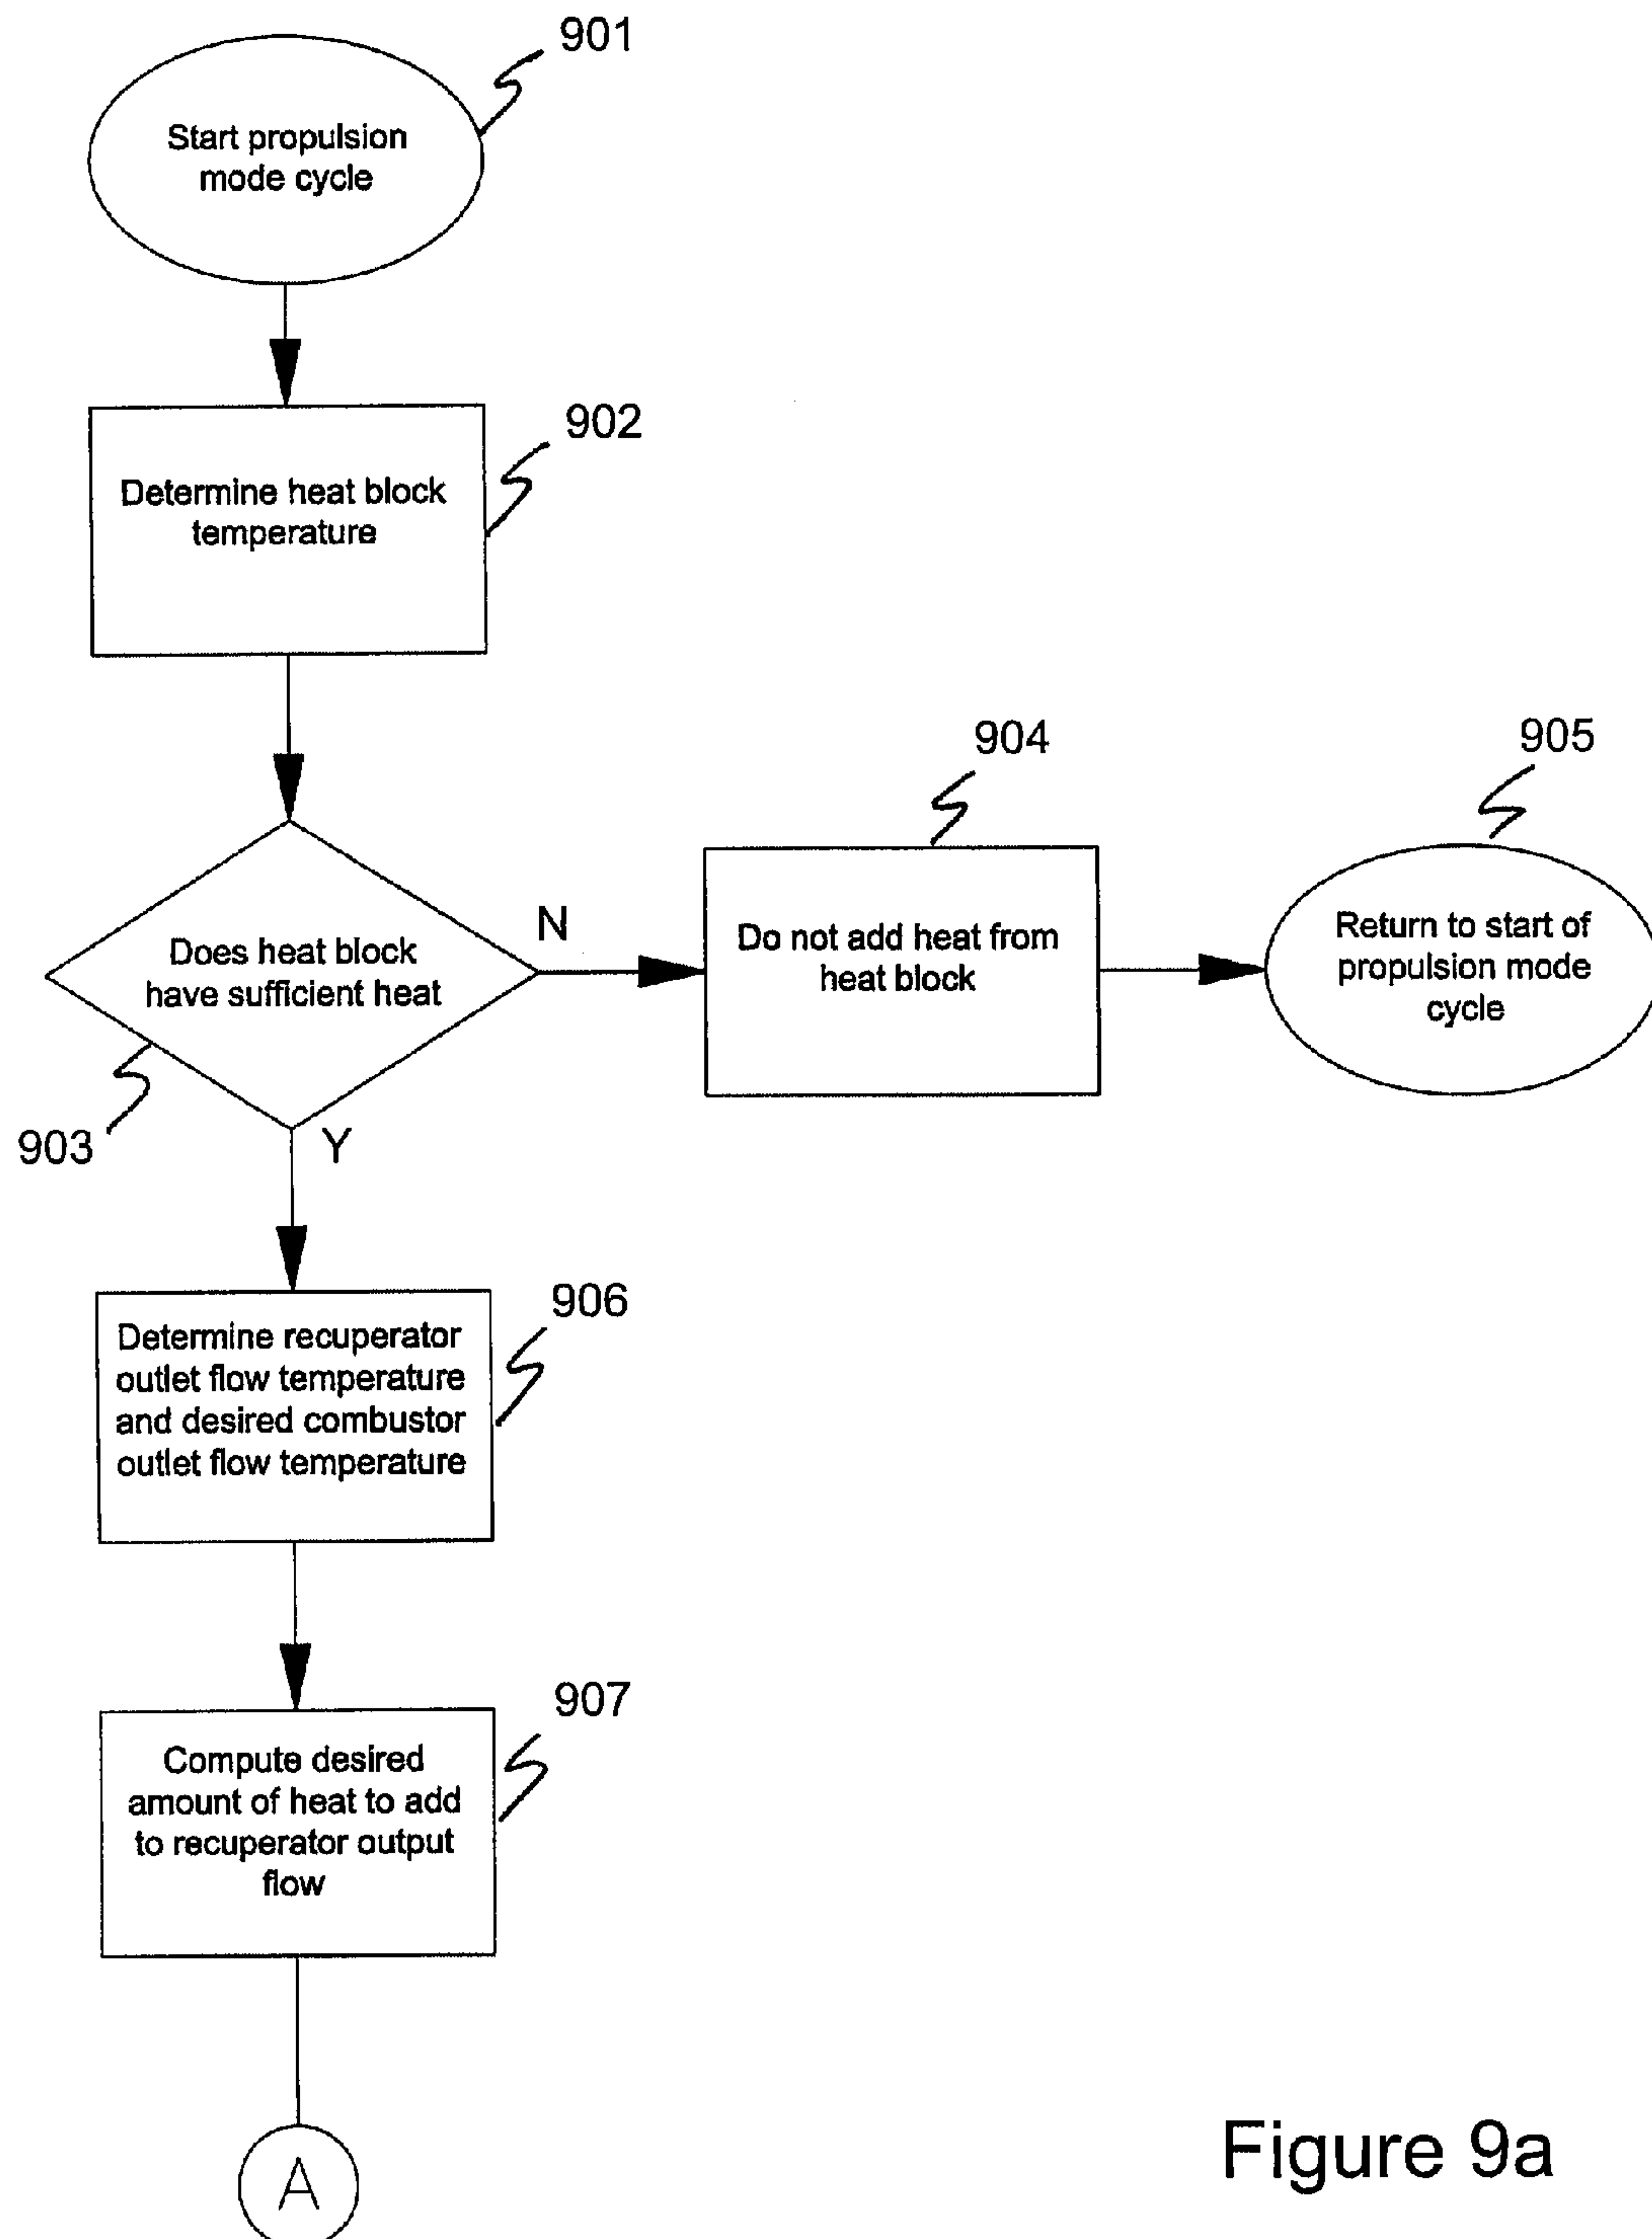 901
Start propulsion
mode cycle
902
Determine heat block
temperature
903
Does heat block
have sufficient heat
N
Y
904
Do not add heat from
heat block
905
Return to start of
propulsion mode
cycle
906
Determine recuperator
outlet flow temperature
and desired combustor
outlet flow temperature
907
Compute desired
amount of heat to add
to recuperator output
flow
A
Figure 9a